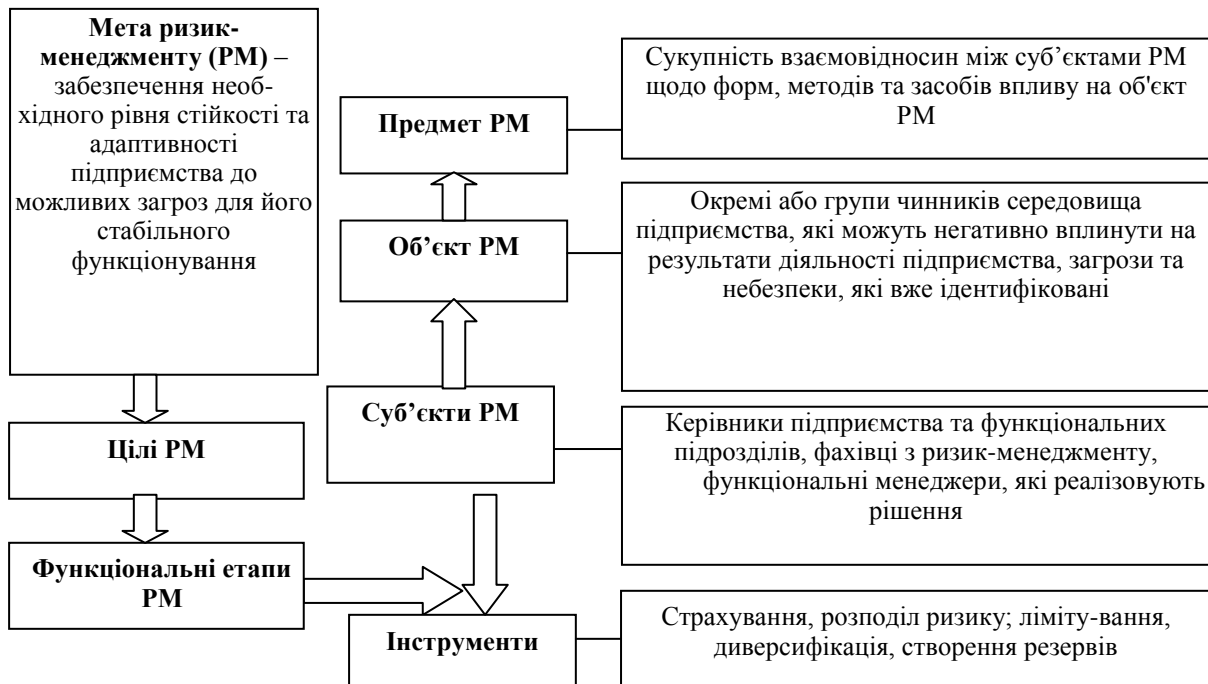 Мета ризик-
менеджменту (РМ) –
забезпечення необ-
хідного рівня стійкості та
адаптивності
підприємства до
можливих загроз для його
стабільного
функціонування
Цілі РМ
Функціональні етапи
РМ
Предмет РМ
Об’єкт РМ
Суб’єкти РМ
Інструменти
Сукупність взаємовідносин між суб’єктами РМ
щодо форм, методів та засобів впливу на об'єкт
РМ
Окремі або групи чинників середовища
підприємства, які можуть негативно вплинути на
результати діяльності підприємства, загрози та
небезпеки, які вже ідентифіковані
Керівники підприємства та функціональних
підрозділів, фахівці з ризик-менеджменту,
функціональні менеджери, які реалізовують
рішення
Страхування, розподіл ризику; ліміту-вання,
диверсифікація, створення резервів